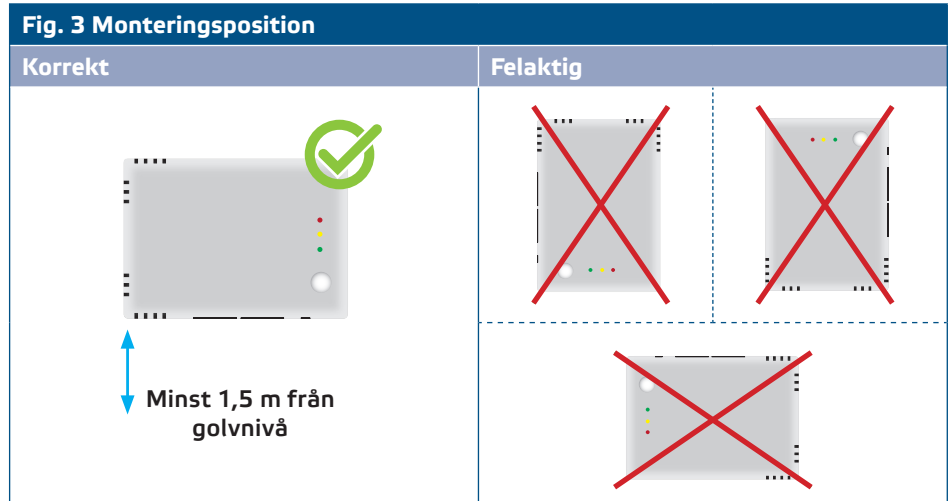 Fig. 3 Monteringsposition
Korrekt
Felaktig
Minst 1,5 m från
golvnivå